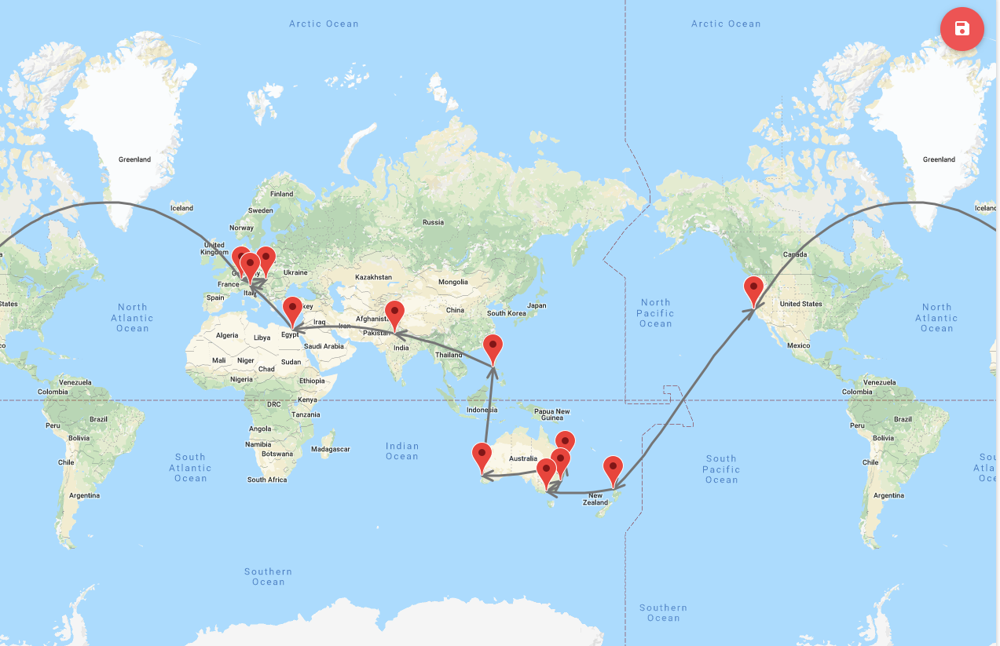 Arctic Ocean
Arctic Ocean
Greenland
Greenland
Finland
Iceland
Iceland
Sweden
Norway
Russia
United
Kingdom
Canada
Ukraine
France
Kazakhstan
Mongolia
Italy
Spain
States
United States
North
Atlantic
Ocean
Japan
China
South Korea
North
Pacific
Ocean
North
Atlantic
Ocean
Iraq
Iran
Afghanistan
Pakistan
Algeria
Libya
Egypt
Saudi Arabia
India
Mexico
Thailand
Mali
Niger
Chad
Sudan
Nigeria
Ethiopia
Venezuela
Colombia
Venezuela
Colombia
DRC
Kenya
Tanzania
Indonesia
Papua New
Guinea
Peru
Brazil
Peru
Brazil
Angola
Bolivia
Bolivia
Namibia
Botswana
Madagascar
Indian
Ocean
Australia
Chile
Chile
South
Atlantic
Ocean
South Africa
South
Pacific
Ocean
Argentina
Argentina
New
Zealand
Southern
Ocean
Southern
Ocean